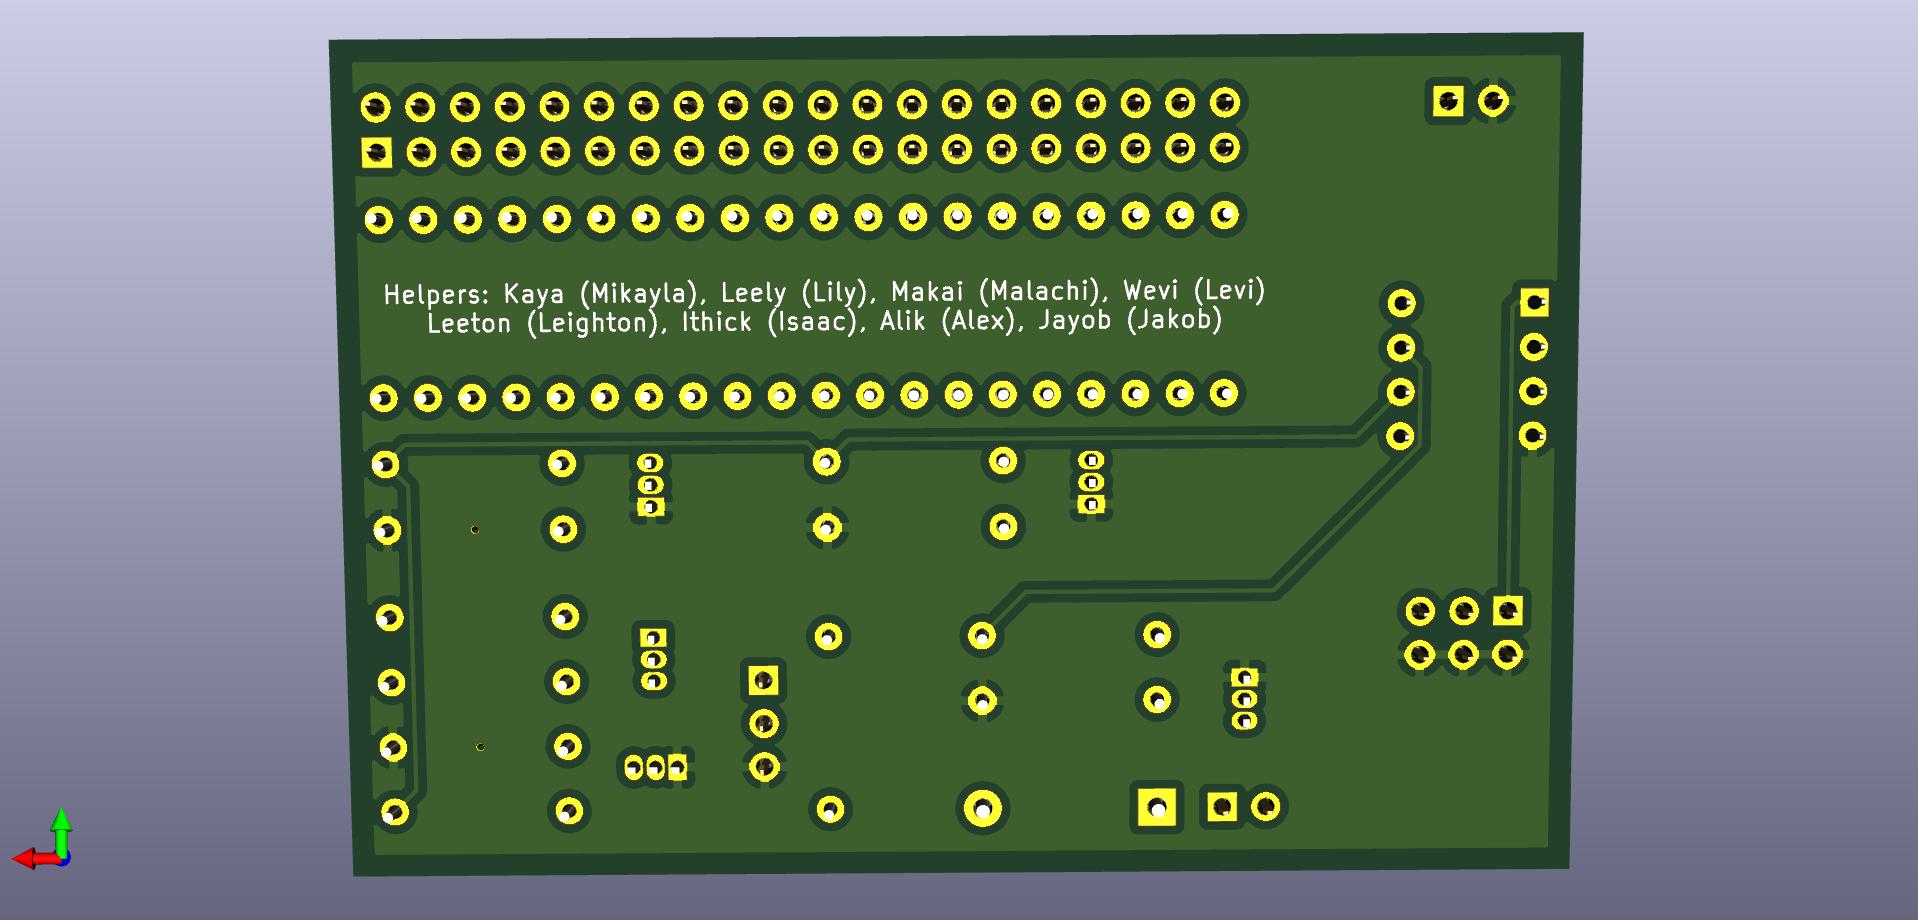 Helpers: Kaya (Mikayla), Leely (Lily), Makai (Malachi), Wevi (Levi)
Leeton (Leighton), Ithick (Isaac), Alik (Alex), Jayob (Jakob)